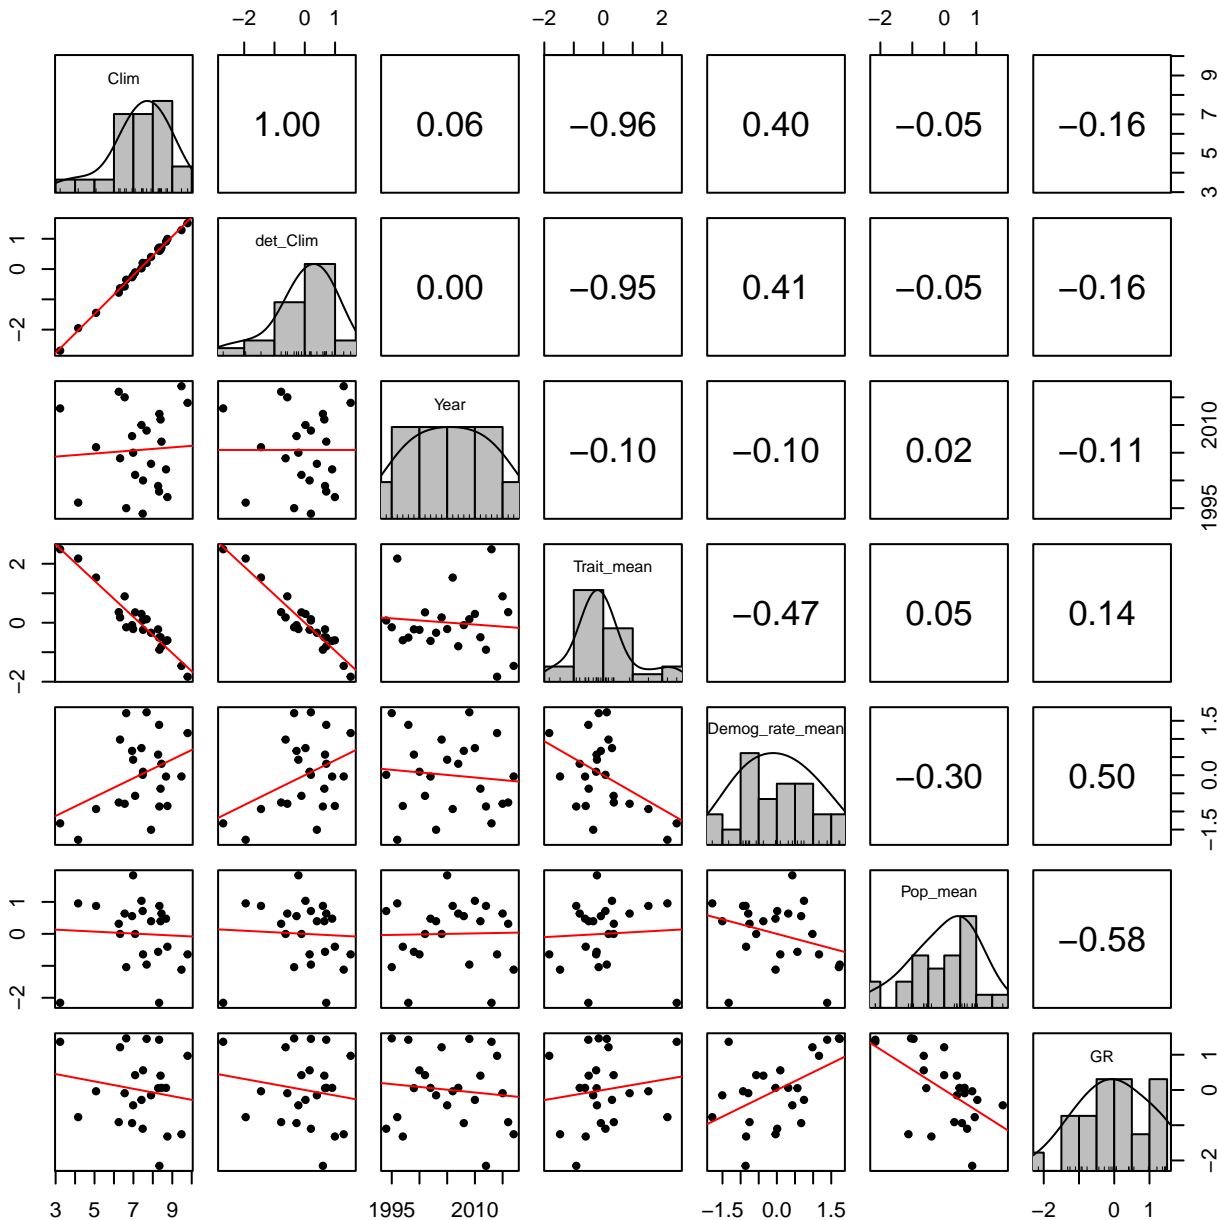 −2 0 1 −2 0 2 −2 0 1
Clim 1.00 0.06 −0.96 0.40 −0.05 −0.16 3 5 7 9
−2 0 1 det_Clim 0.00 −0.95 0.41 −0.05 −0.16
Year −0.10 −0.10 0.02 −0.11 1995 2010
−2 0 2 Trait_mean −0.47 0.05 0.14
Demog_rate_mean −0.30 0.50 −1.5 0.0 1.5
−2 0 1 Pop_mean −0.58
GR −2 0 1
3 5 7 9 1995 2010 −1.5 0.0 1.5 −2 0 1